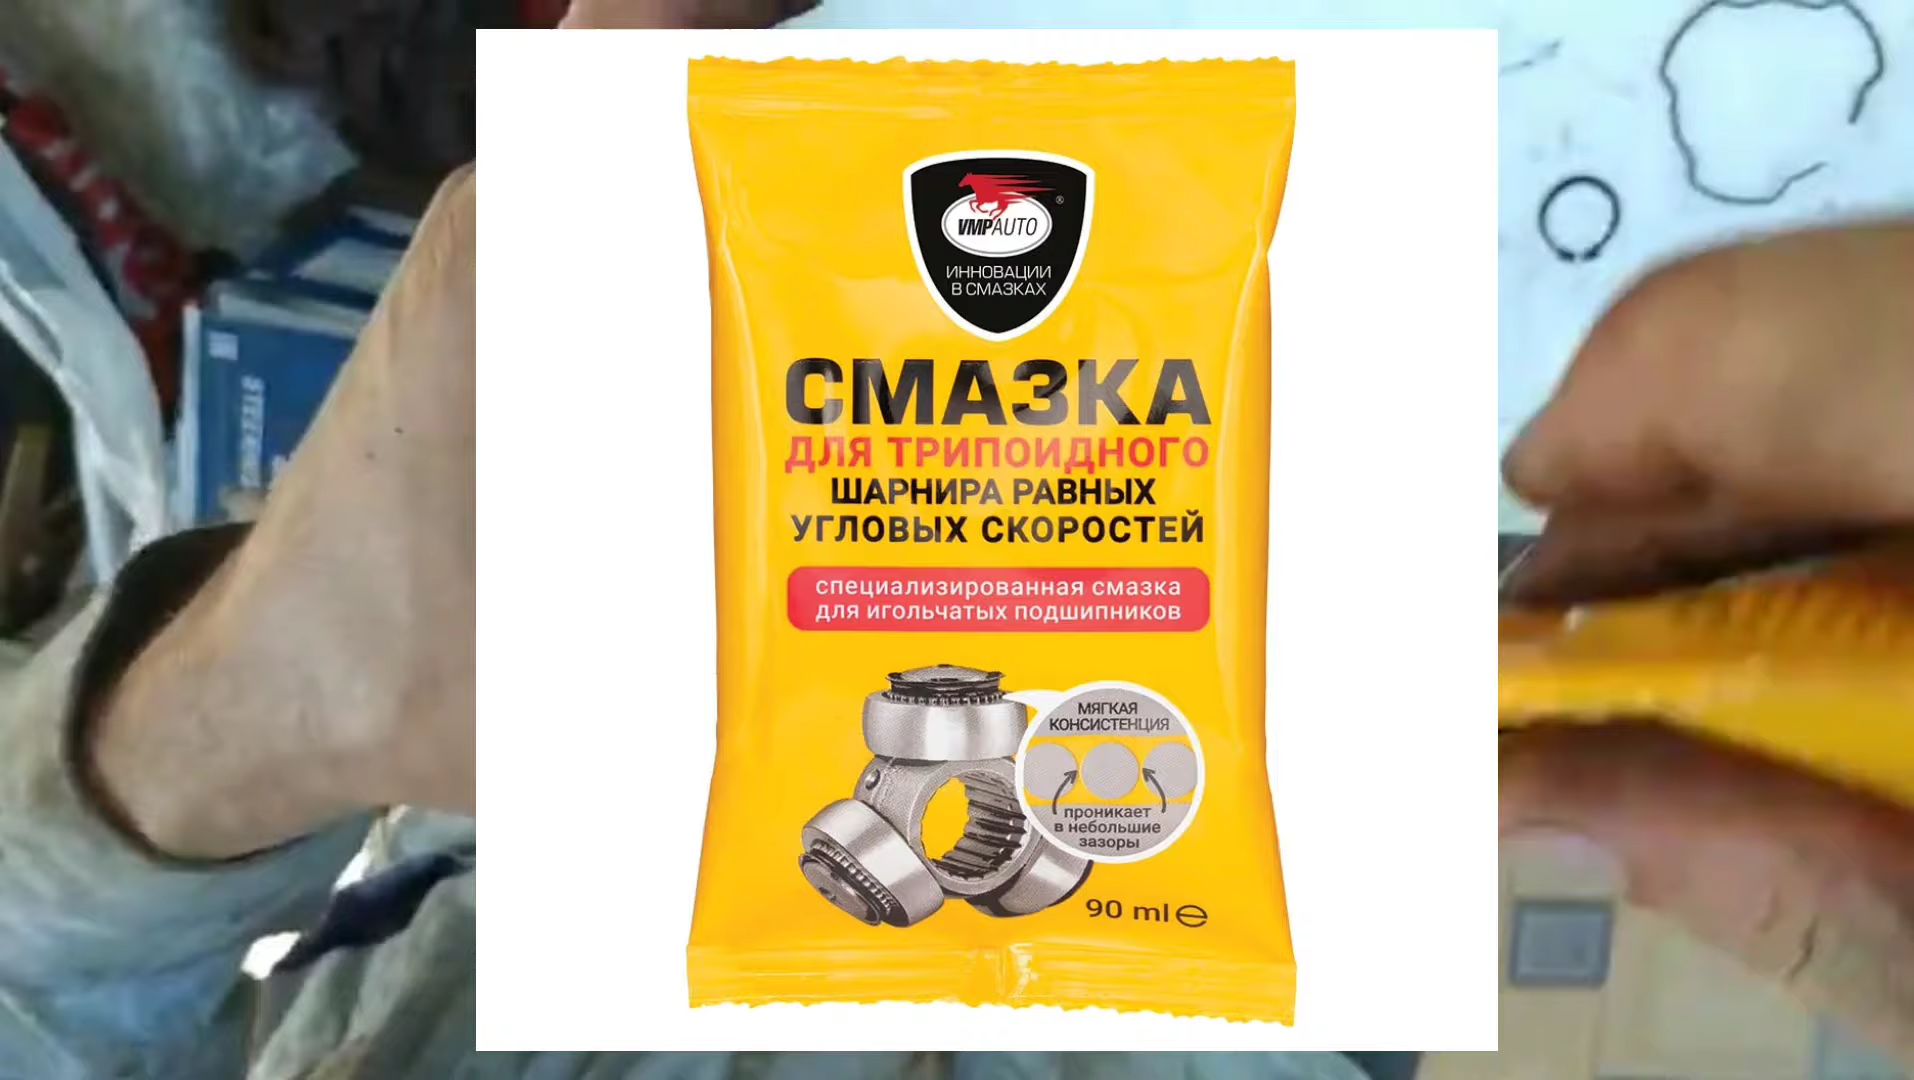 VMPAUTO
®
ИННОВАЦИИ
В СМАЗКАХ
СМАЗКА
ДЛЯ ТРИПОИДНОГО
ШАРНИРА РАВНЫХ
УГЛОВЫХ СКОРОСТЕЙ
специализированная смазка
для игольчатых подшипников
МЯГКАЯ
КОНСИСТЕНЦИЯ
проникает
в небольшие
зазоры
90 ml ℮